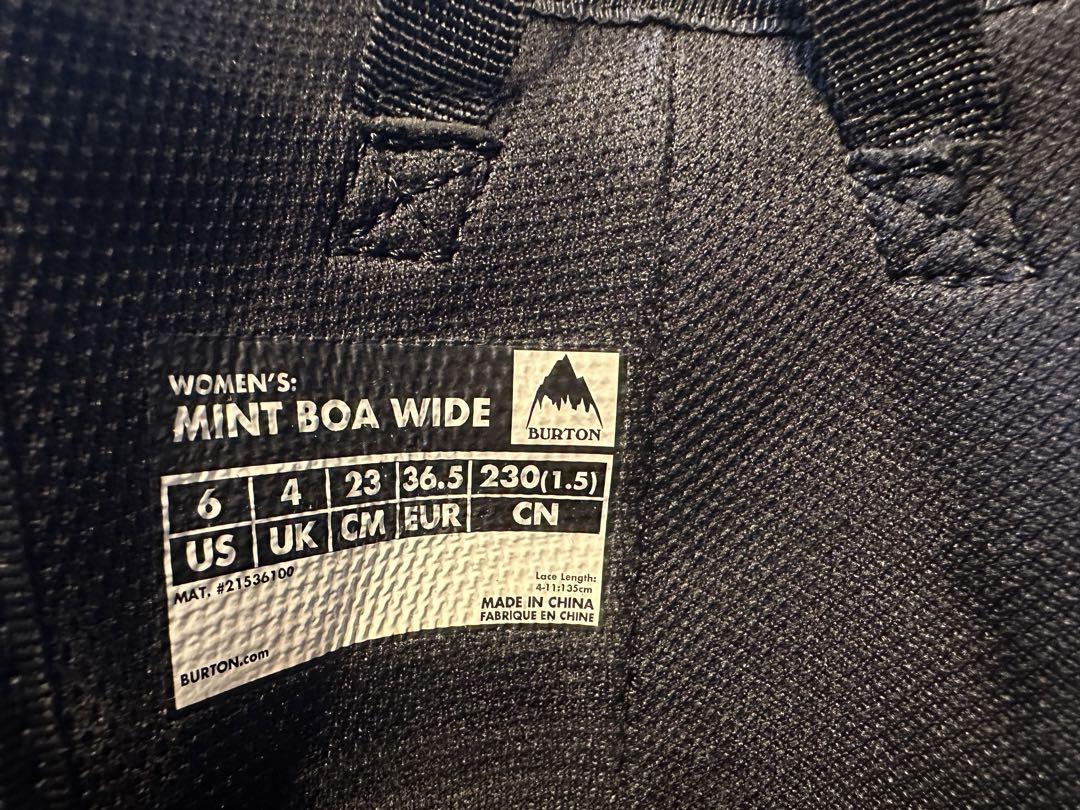 WOMEN'S:
MINT BOA WIDE
BURTON
6 4 23 36.5 230(1.5)
US UK CM EUR CN
MAT. #21536100
Lace Length:
4-11:135cm
MADE IN CHINA
FABRIQUE EN CHINE
BURTON.com